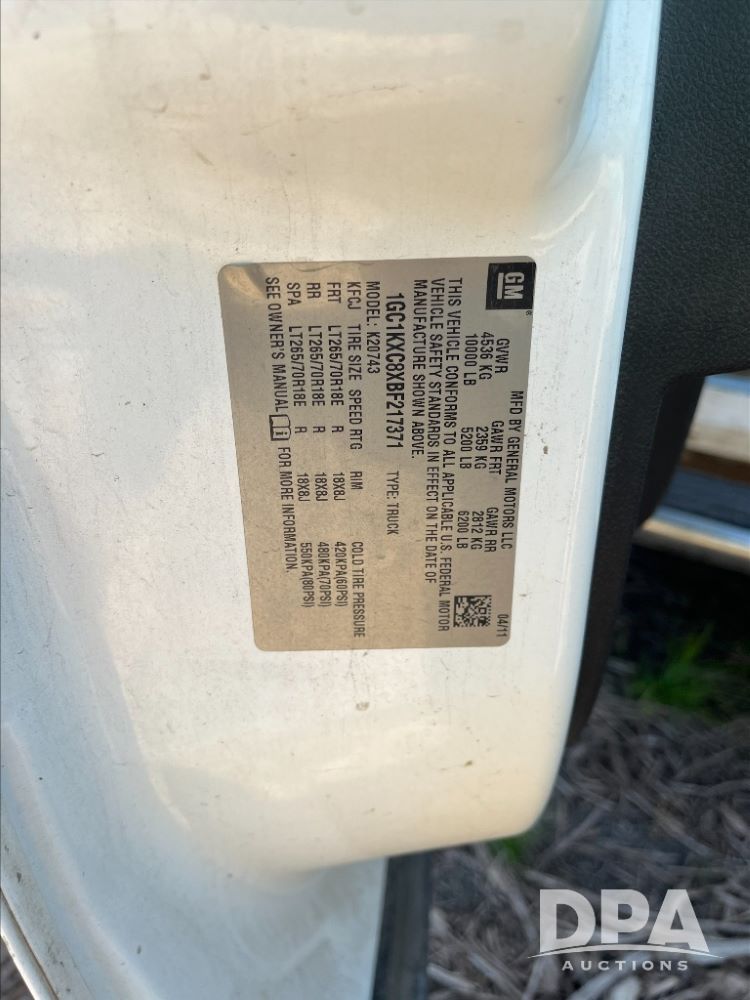 GM ®
MFD BY GENERAL MOTORS LLC 04/11
GVWR GAWR FRT GAWR RR
4536 KG 2359 KG 2812 KG
10000 LB 5200 LB 6200 LB
THIS VEHICLE CONFORMS TO ALL APPLICABLE U.S. FEDERAL MOTOR
VEHICLE SAFETY STANDARDS IN EFFECT ON THE DATE OF
MANUFACTURE SHOWN ABOVE.
1GC1KXC8XBF217371 TYPE: TRUCK
MODEL: K20743
KFCJ TIRE SIZE SPEED RTG RIM COLD TIRE PRESSURE
FRT LT265/70R18E R 18X8J 420KPA(60PSI)
RR LT265/70R18E R 18X8J 480KPA(70PSI)
SPA LT265/70R18E R 18X8J 550KPA(80PSI)
SEE OWNER'S MANUAL i FOR MORE INFORMATION.
DPA
AUCTIONS